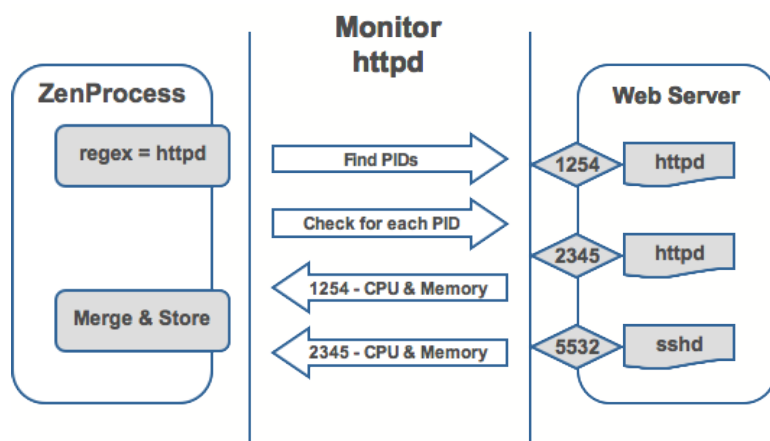 Monitor
httpd
ZenProcess
regex = httpd
Merge & Store
Find PIDs
Check for each PID
1254 - CPU & Memory
2345 - CPU & Memory
Web Server
1254
httpd
2345
httpd
5532
sshd